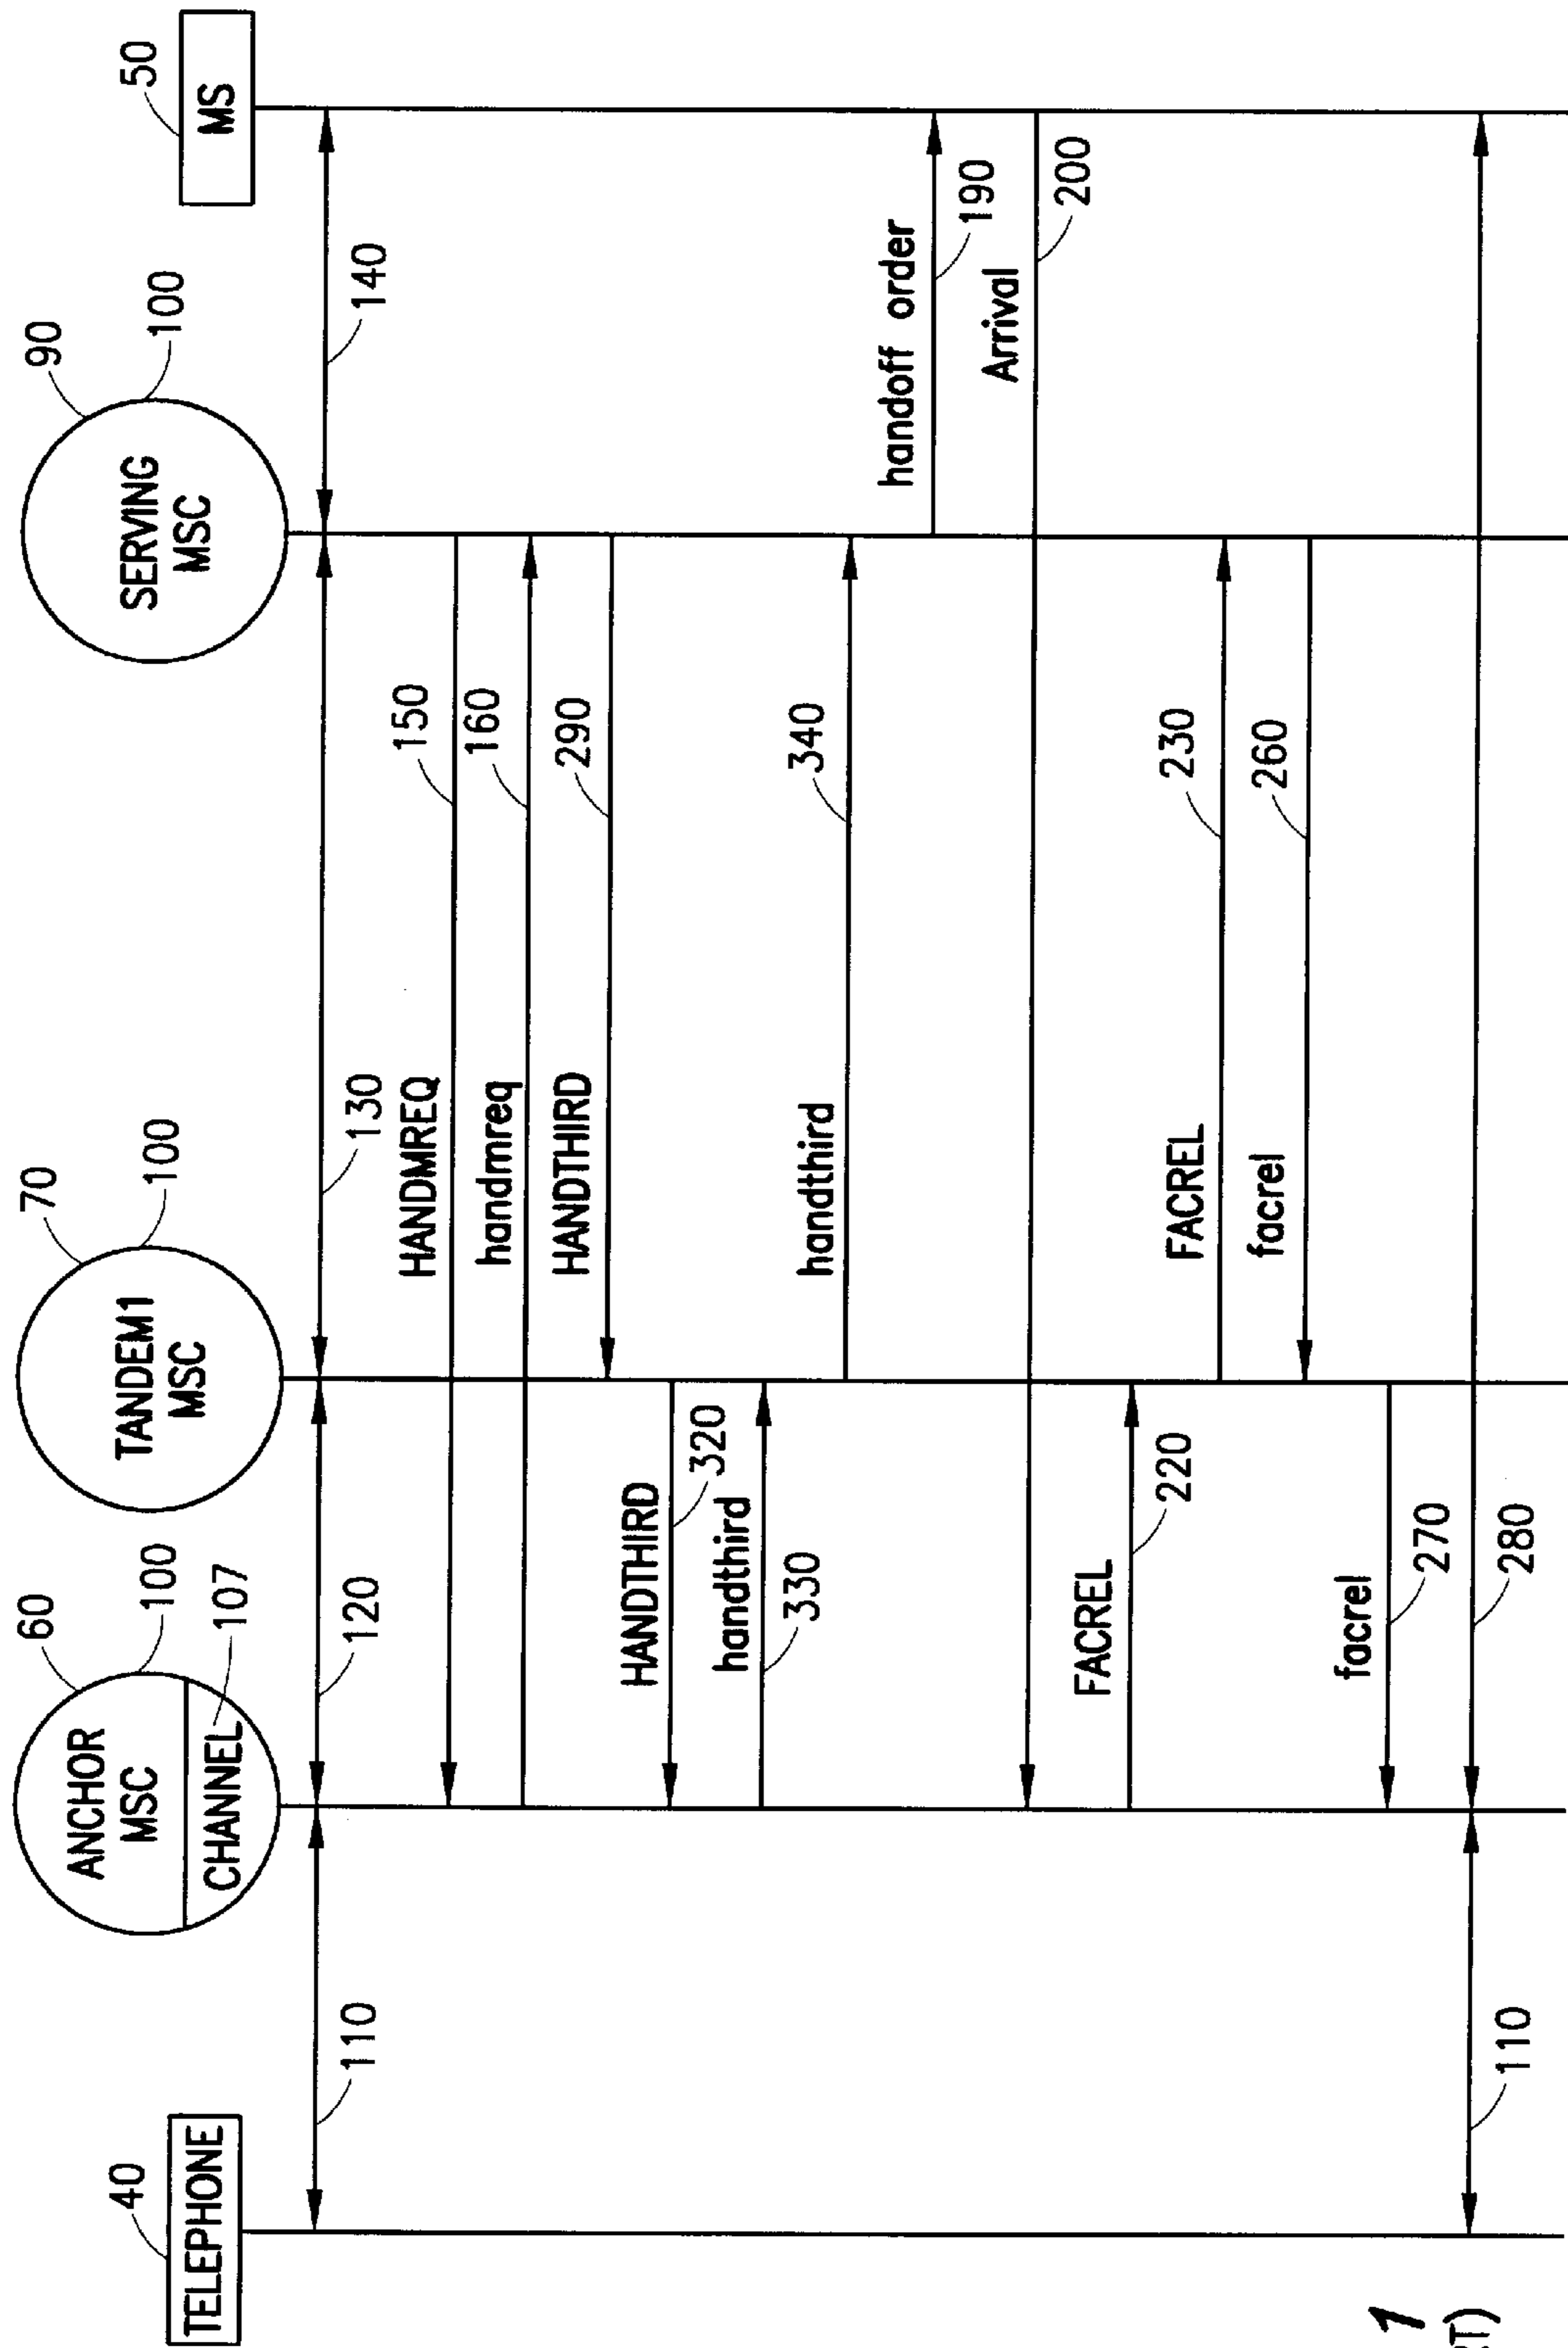 40
TELEPHONE
60
100
ANCHOR
MSC
CHANNEL
107
70
100
TANDEM1
MSC
90
100
SERVING
MSC
50
MS
110
120
130
140
HANDMREQ
150
handmreq
160
HANDTHIRD
290
HANDTHIRD
320
handthird
330
handthird
340
handoff order
190
Arrival
200
FACREL
220
FACREL
230
facrel
260
facrel
270
110
280
1